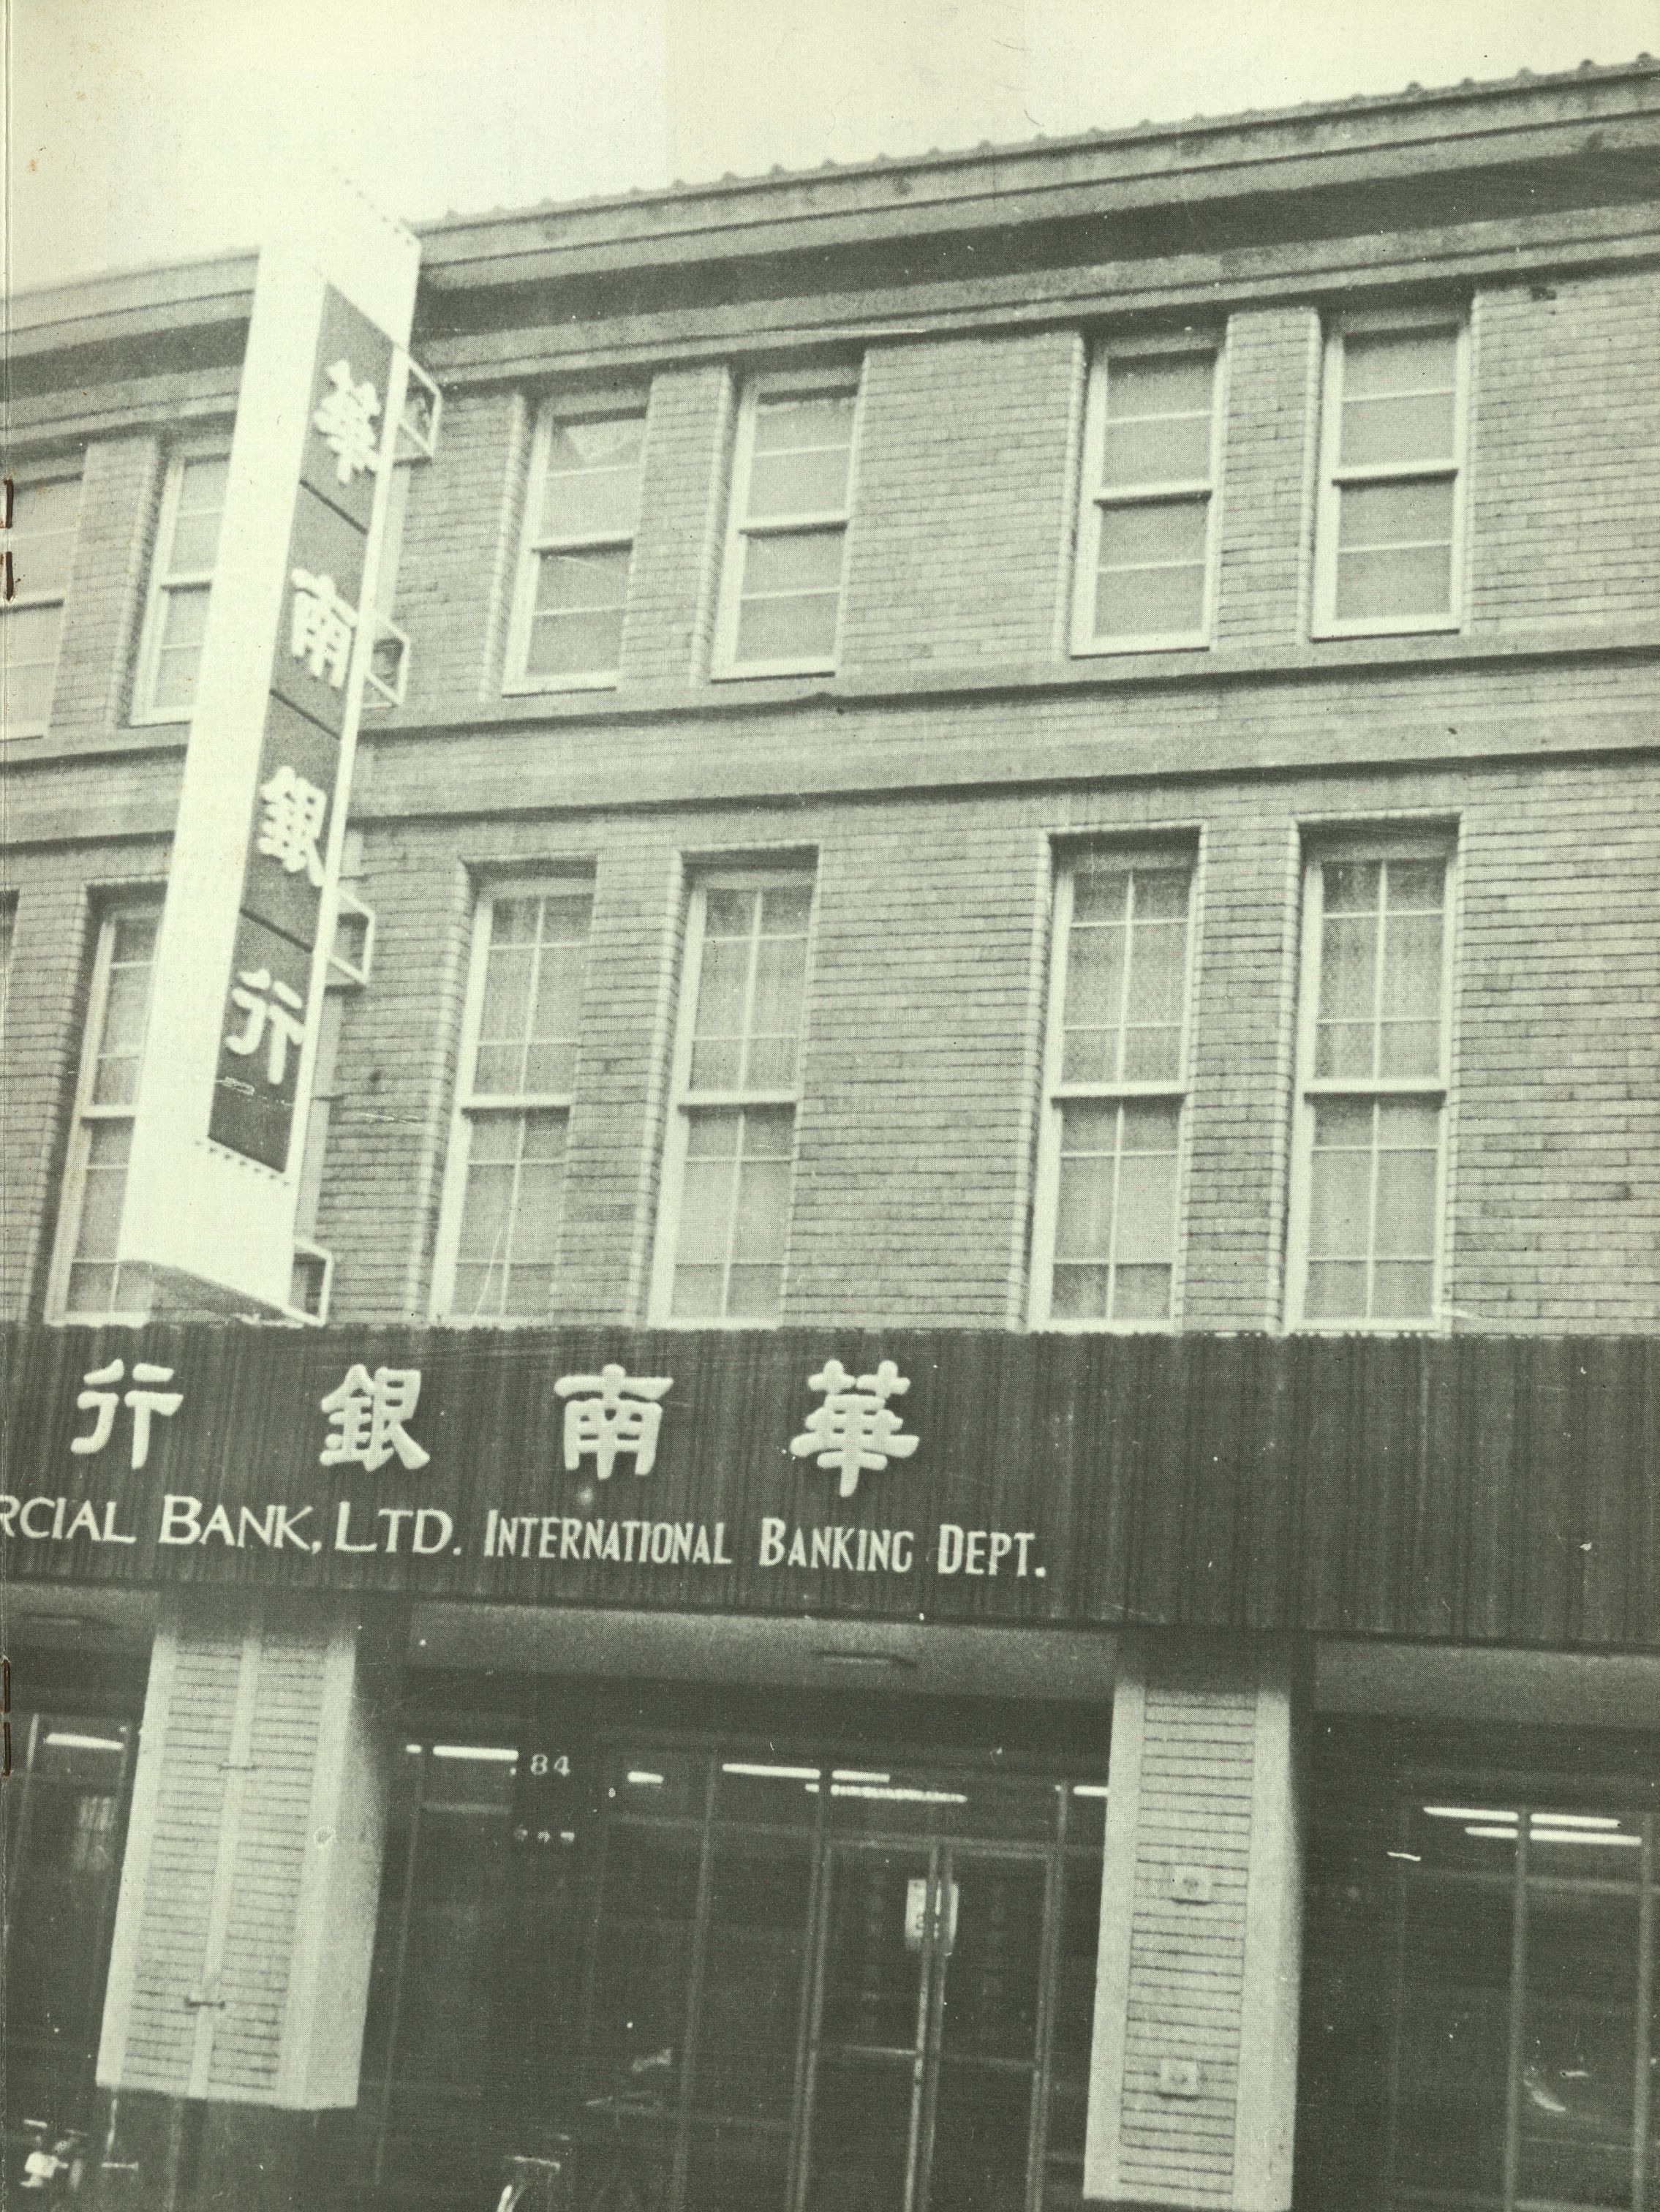 華南銀行
華南銀行
RCIAL BANK, LTD. INTERNATIONAL BANKING DEPT.
84